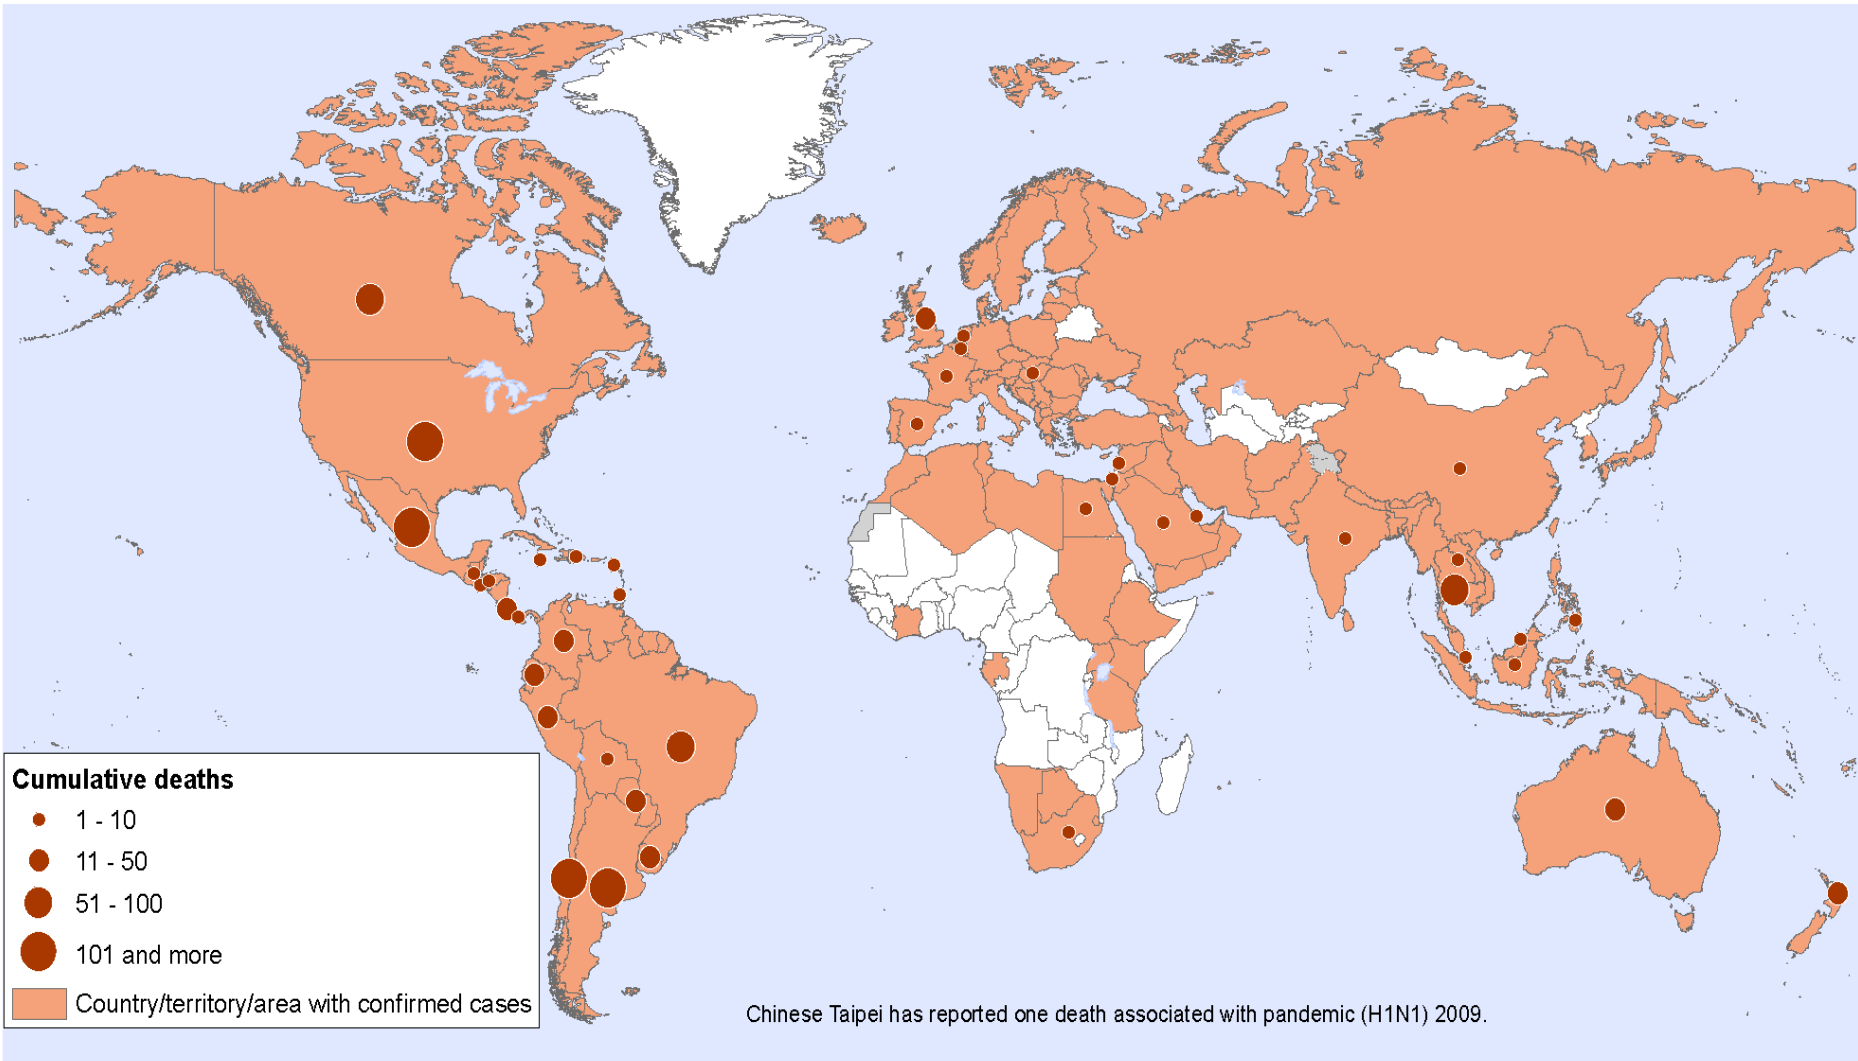 Cumulative deaths
1 - 10
11 - 50
51 - 100
101 and more
Country/territory/area with confirmed cases
Chinese Taipei has reported one death associated with pandemic (H1N1) 2009.